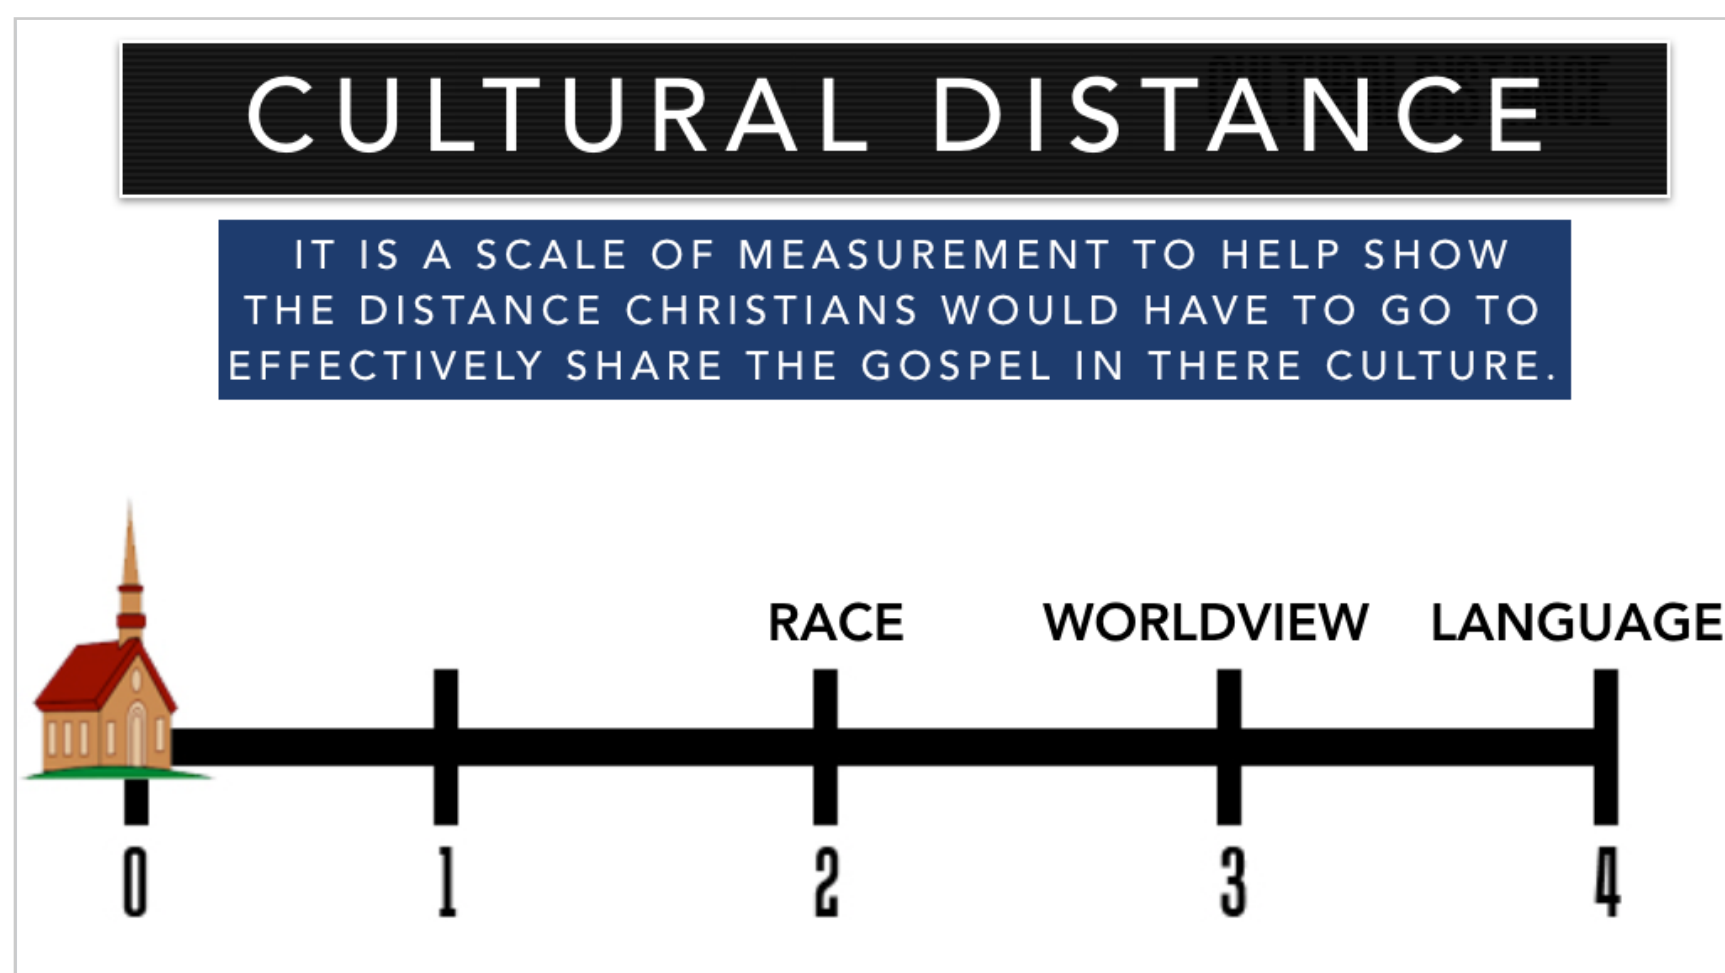 CULTURAL DISTANCE
IT IS A SCALE OF MEASUREMENT TO HELP SHOW
THE DISTANCE CHRISTIANS WOULD HAVE TO GO TO
EFFECTIVELY SHARE THE GOSPEL IN THERE CULTURE.
RACE WORLDVIEW LANGUAGE
0 1 2 3 4